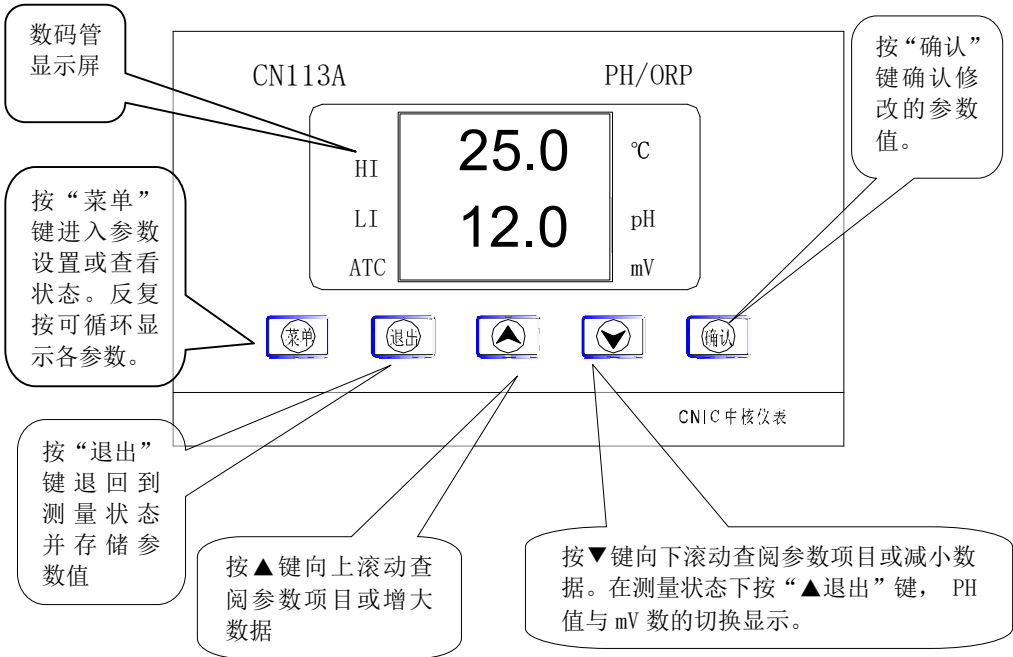 数码管
显示屏
CN113A
PH/ORP
按“确认”
键确认修
改的参数
值。
HI
25.0
℃
LI
12.0
pH
ATC
mV
按“菜单”
键进入参数
设置或查看
状态。反复
按可循环显
示各参数。
菜单
退出
确认
CNIC中核仪表
按“退出”
键退回到
测量状态
并存储参
数值
按▲键向上滚动查
阅参数项目或增大
数据
按▼键向下滚动查阅参数项目或减小数
据。在测量状态下按“▲退出”键， PH
值与 mV 数的切换显示。